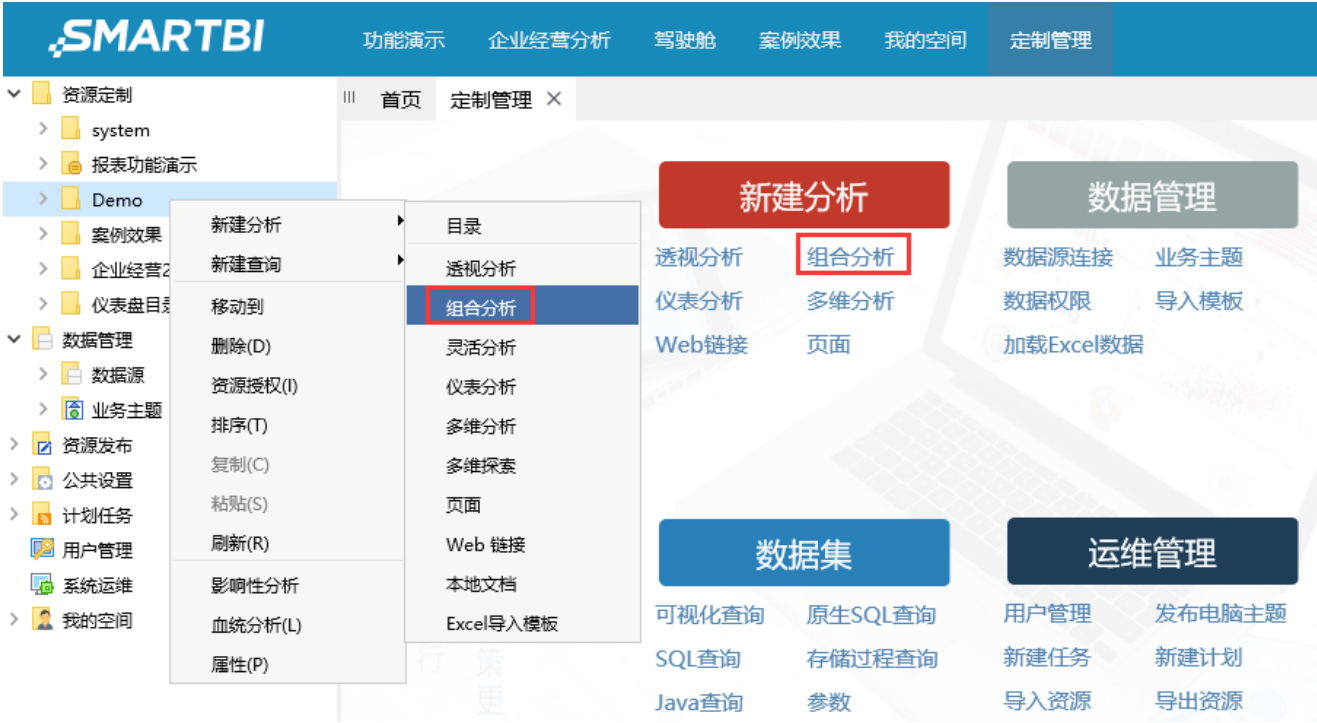 SMARTBI
功能演示 企业经营分析 驾驶舱 案例效果 我的空间 定制管理
资源定制
system
报表功能演示
Demo
案例效果
企业经营2
仪表盘目录
数据管理
数据源
业务主题
资源发布
公共设置
计划任务
用户管理
系统运维
我的空间
首页 定制管理
新建分析
新建查询
移动到
删除(D)
资源授权(I)
排序(T)
复制(C)
粘贴(S)
刷新(R)
影响性分析
血统分析(L)
属性(P)
目录
透视分析
组合分析
灵活分析
仪表分析
多维分析
多维探索
页面
Web 链接
本地文档
Excel导入模板
行 策
更
新建分析
透视分析 组合分析
仪表分析 多维分析
Web链接 页面
数据管理
数据源连接 业务主题
数据权限 导入模板
加载Excel数据
数据集
可视化查询 原生SQL查询
SQL查询 存储过程查询
Java查询 参数
运维管理
用户管理 发布电脑主题
新建任务 新建计划
导入资源 导出资源